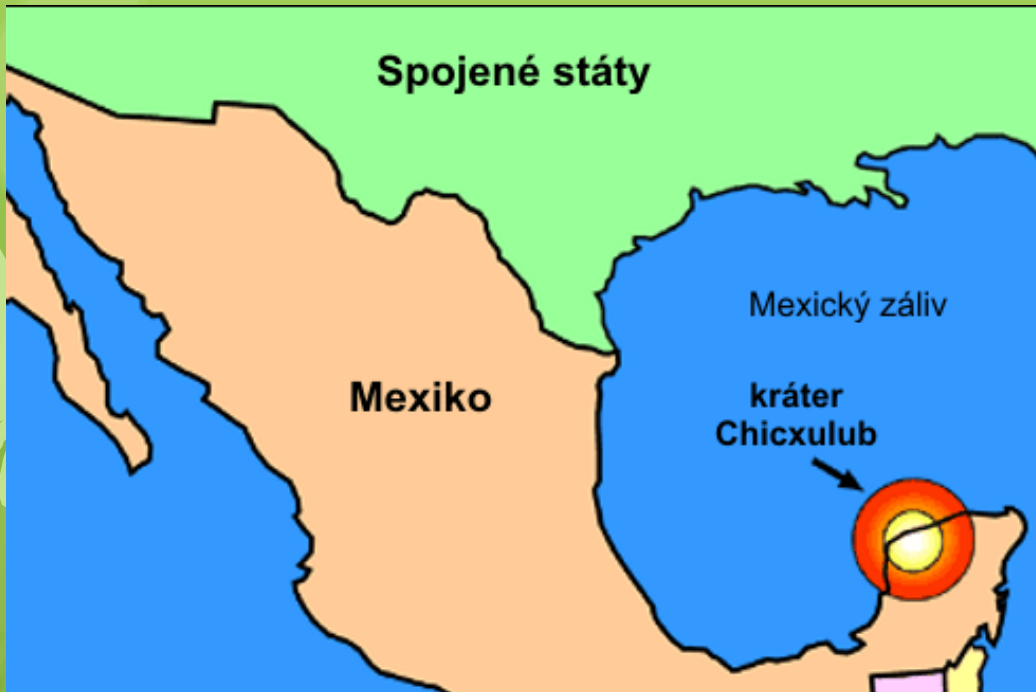 Spojené státy
Mexický záliv
Mexiko
kráter
Chicxulub